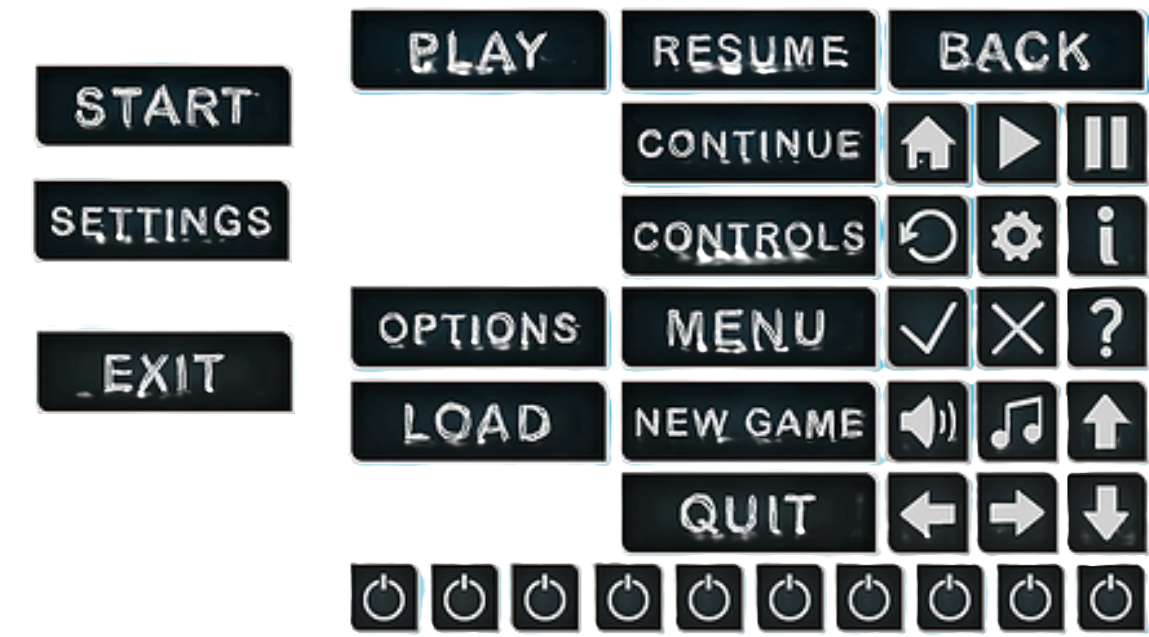 PLAY RESUME BACK
START
CONTINUE
SETTINGS
CONTROLS
i
OPTIONS MENU
?
EXIT
LOAD NEW GAME
QUIT